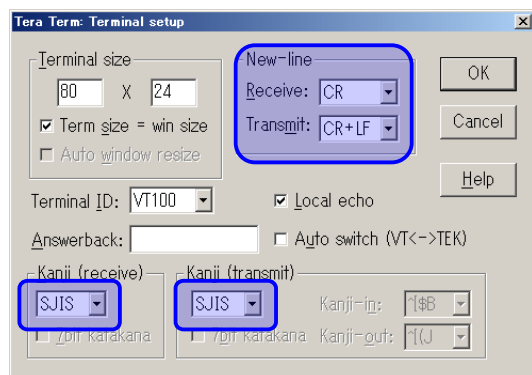 Tera Term: Terminal setup
Terminal size
80 X 24
Term size = win size
Auto window resize
New-line
Receive: CR
Transmit: CR+LF
OK
Cancel
Help
Terminal ID: VT100
Local echo
Answerback:
Auto switch (VT<->TEK)
Kanji (receive)
SJIS
7bit katakana
Kanji (transmit)
SJIS
7bit katakana
Kanji-in: ^[$B
Kanji-out: ^[(J